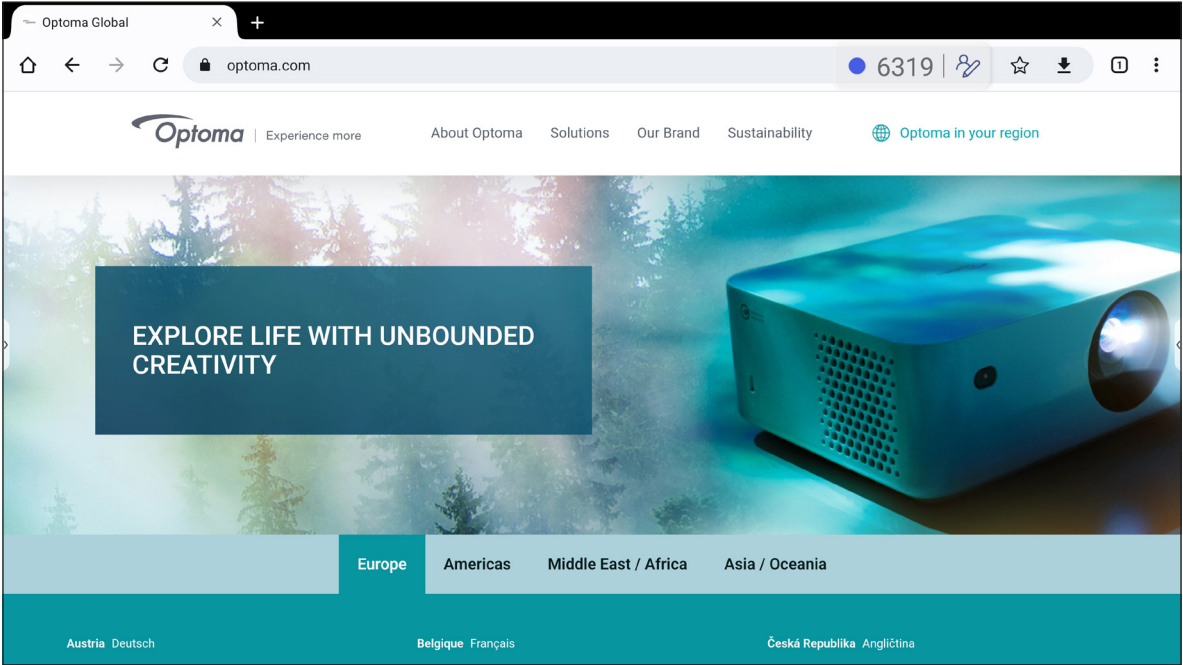 Optoma Global
optoma.com
6319
1
Optoma | Experience more
About Optoma Solutions Our Brand Sustainability Optoma in your region
EXPLORE LIFE WITH UNBOUNDED
CREATIVITY
Europe Americas Middle East / Africa Asia / Oceania
Austria Deutsch Belgique Français Česká Republika Angličtina